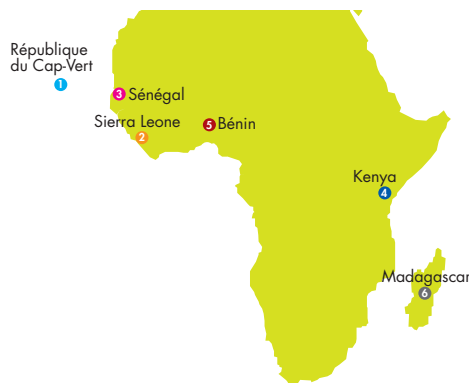 République
du Cap-Vert
1
3 Sénégal
Sierra Leone
2
5 Bénin
Kenya
4
Madagascar
6